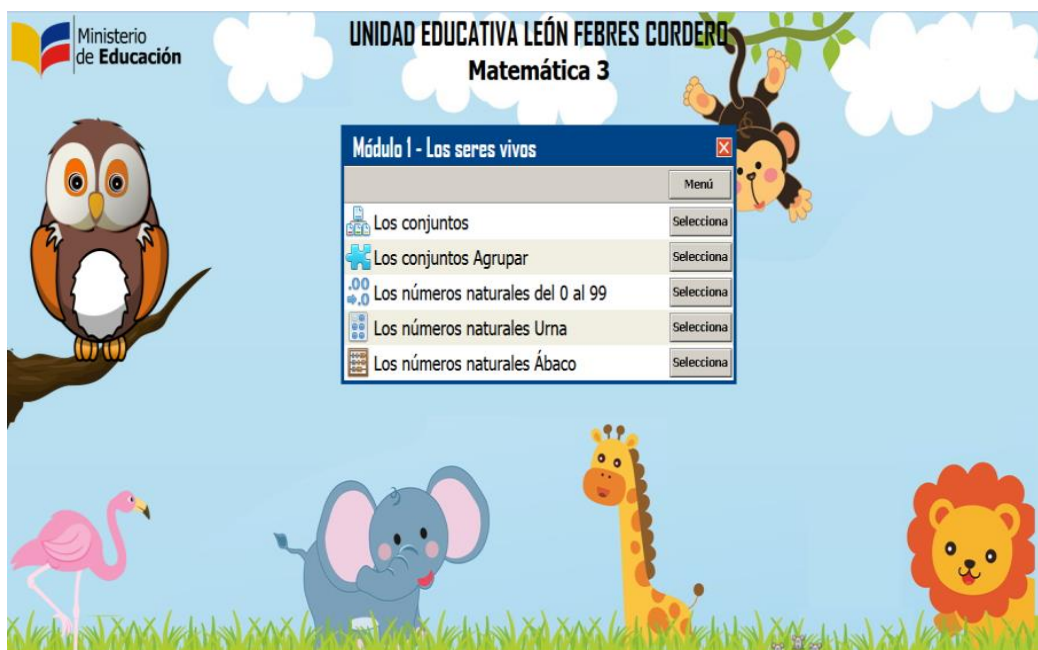 Ministerio
de Educación
UNIDAD EDUCATIVA LEÓN FEBRES CORDERO
Matemática 3
Módulo 1 - Los seres vivos
Menú
Los conjuntos Selecciona
Los conjuntos Agrupar Selecciona
.00
.0 Los números naturales del 0 al 99 Selecciona
Los números naturales Urna Selecciona
Los números naturales Ábaco Selecciona